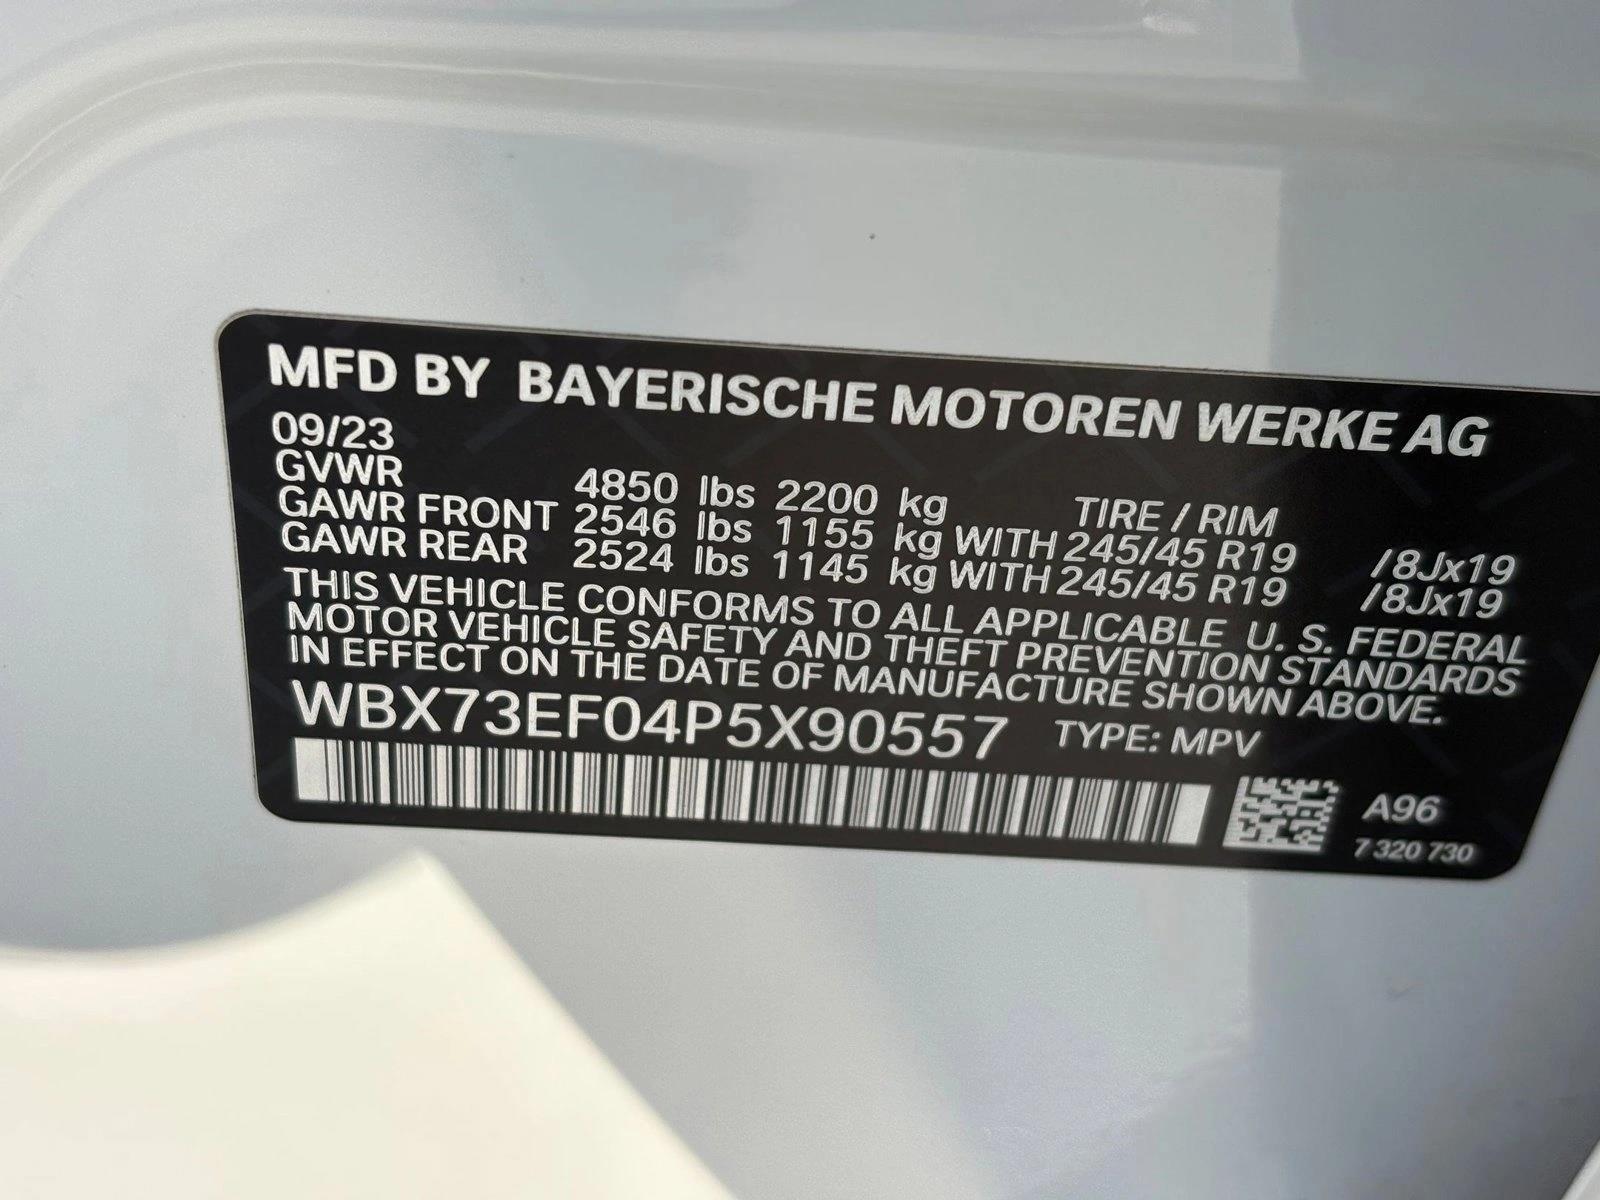 MFD BY BAYERISCHE MOTOREN WERKE AG
09/23
GVWR 4850 lbs 2200 kg TIRE / RIM
GAWR FRONT 2546 lbs 1155 kg WITH 245/45 R19 /8Jx19
GAWR REAR 2524 lbs 1145 kg WITH 245/45 R19 /8Jx19
THIS VEHICLE CONFORMS TO ALL APPLICABLE U. S. FEDERAL
MOTOR VEHICLE SAFETY AND THEFT PREVENTION STANDARDS
IN EFFECT ON THE DATE OF MANUFACTURE SHOWN ABOVE.
WBX73EF04P5X90557 TYPE: MPV
A96
7 320 730